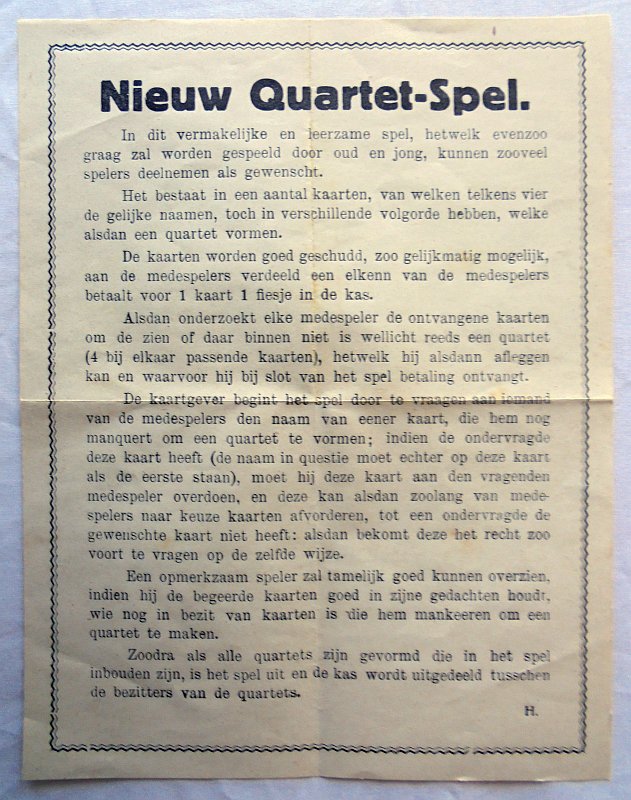 Nieuw Quartet-Spel.
In dit vermakelijke en leerzame spel, hetwelk evenzoo
graag zal worden gespeeld door oud en jong, kunnen zooveel
spelers deelnemen als gewenscht.
Het bestaat in een aantal kaarten, van welken telkens vier
de gelijke naamen, toch in verschillende volgorde hebben, welke
alsdan een quartet vormen.
De kaarten worden goed geschudd, zoo gelijkmatig mogelijk,
aan de medespelers verdeeld een elkenn van de medespelers
betaalt voor 1 kaart 1 fiesje in de kas.
Alsdan onderzoekt elke medespeler de ontvangene kaarten
om de zien of daar binnen niet is wellicht reeds een quartet
(4 bij elkaar passende kaarten), hetwelk hij alsdann afleggen
kan en waarvoor hij bij slot van het spel betaling ontvangt.
De kaartgever begint het spel door te vraagen aan iemand
van de medespelers den naam van eener kaart, die hem nog
manquert om een quartet te vormen; indien de ondervragde
deze kaart heeft (de naam in questie moet echter op deze kaart
als de eerste staan), moet hij deze kaart aan den vragenden
medespeler overdoen, en deze kan alsdan zoolang van mede-
spelers naar keuze kaarten afvorderen, tot een ondervragde de
gewenschte kaart niet heeft: alsdan bekomt deze het recht zoo
voort te vragen op de zelfde wijze.
Een opmerkzaam speler zal tamelijk goed kunnen overzien,
indien hij de begeerde kaarten goed in zijne gedachten houdt,
wie nog in bezit van kaarten is die hem mankeeren om een
quartet te maken.
Zoodra als alle quartets zijn gevormd die in het spel
inbouden zijn, is het spel uit en de kas wordt uitgedeeld tusschen
de bezitters van de quartets.
H.